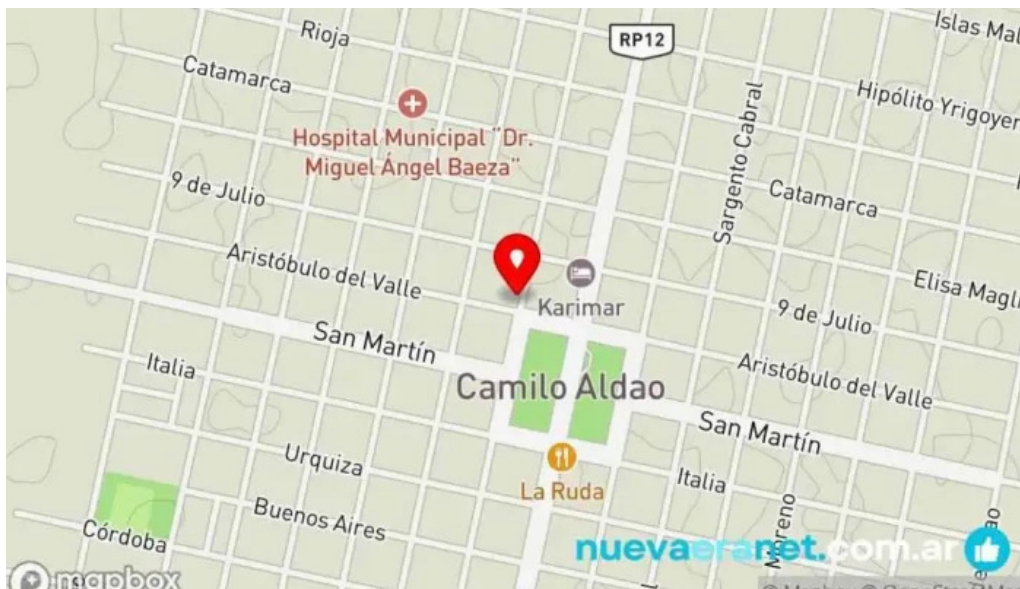 Islas Mal
Rioja
RP12
Catamarca
Hipólito Yrigoyen
Hospital Municipal "Dr.
Miguel Ángel Baeza"
Sargento Cabral
9 de Julio
Catamarca
Aristóbulo del Valle
Elisa Magli
Karimar
9 de Julio
San Martín
Aristóbulo del Valle
Italia
Camilo Aldao
San Martín
Urquiza
La Ruda
Italia
Buenos Aires
Moreno
Córdoba
nuevaeranet.com.ar
mapbox